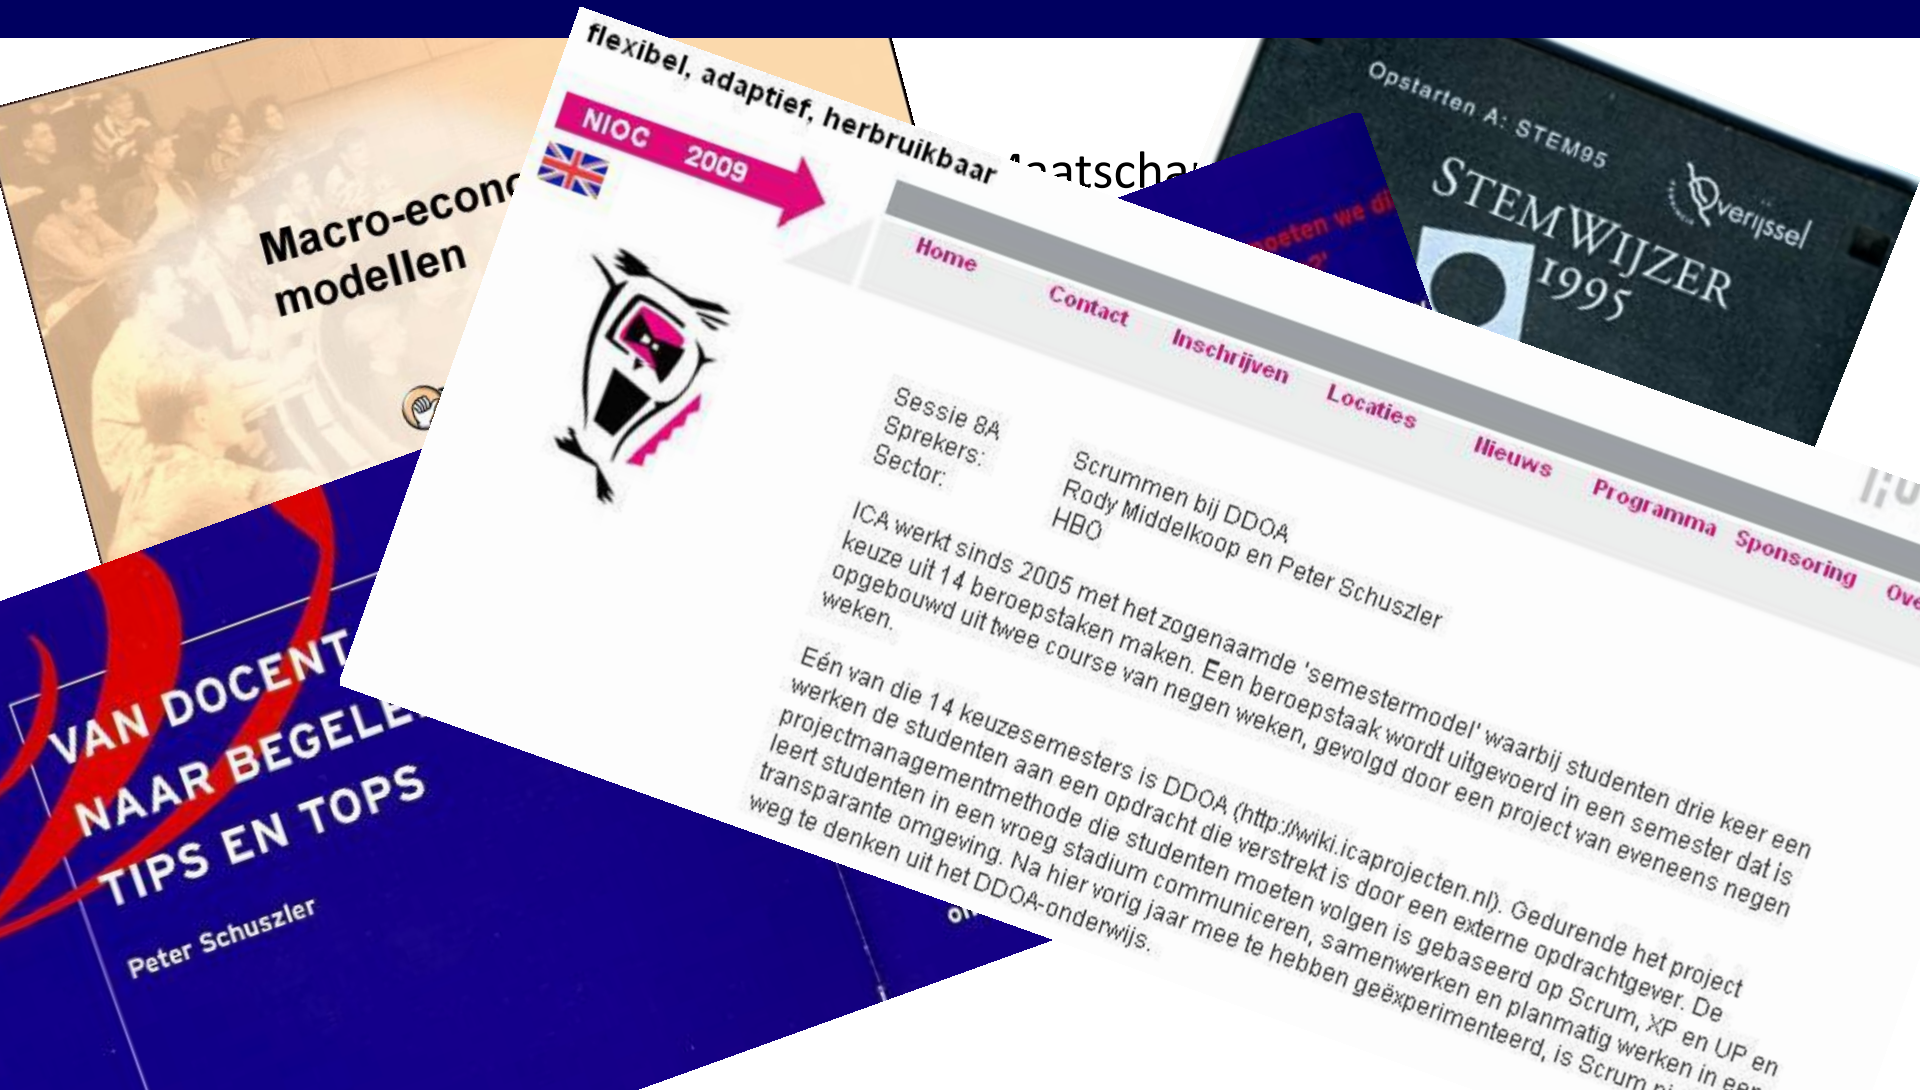 flexibel, adaptief, herbruikbaar
NIOC 2009
Home Contact Inschrijven Locaties Nieuws Programma Sponsoring
Sessie 8A Scrummen bij DDOA
Sprekers: Rody Middelkoop en Peter Schuszler
Sector: HBO
ICA werkt sinds 2005 met het zogenaamde 'semestermodel' waarbij studenten drie keer een
keuze uit 14 beroepstaken maken. Een beroepstaak wordt uitgevoerd in een semester dat is
opgebouwd uit twee course van negen weken, gevolgd door een project van eveneens negen
weken.
Eén van die 14 keuzesemesters is DDOA (http://wiki.icaprojecten.nl). Gedurende het project
werken de studenten aan een opdracht die verstrekt is door een externe opdrachtgever. De
projectmanagementmethode die studenten moeten volgen is gebaseerd op Scrum, XP en UP en
leert studenten in een vroeg stadium communiceren, samenwerken en planmatig werken in een
transparante omgeving. Na hier vorig jaar mee te hebben geëxperimenteerd, is Scrum
weg te denken uit het DDOA-onderwijs.
Macro-econo
modellen
Maatscha
moeten we di
Opstarten A: STEM95
Overijssel
STEMWIJZER
1995
VAN DOCENT
NAAR BEGELE
TIPS EN TOPS
Peter Schuszler